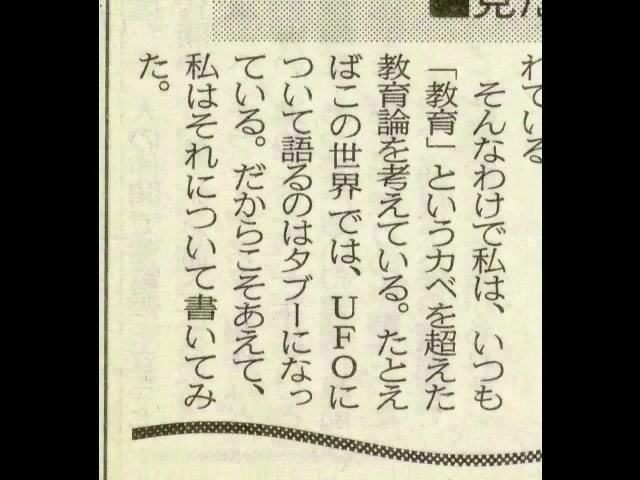 れている
そんなわけで私は、いつも
「教育」というカベを超えた
教育論を考えている。たとえ
ばこの世界では、UFOに
ついて語るのはタブーになっ
ている。だからこそあえて、
私はそれについて書いてみ
た。